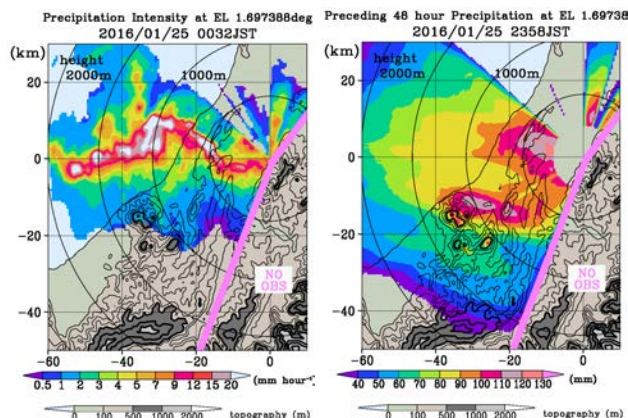 Precipitation Intensity at EL 1.697388deg
2016/01/25 0032JST
(km)
height
2000m
1000m
20
0
-20
-40
NO
OBS
-60 -40 -20 0
0.5 1 2 3 4 5 7 9 12 15 20 (mm hour⁻¹)
0 100 500 1000 2000 topography (m)
Preceding 48 hour Precipitation at EL 1.69738
2016/01/25 2358JST
(km)
height
2000m
1000m
20
0
-20
-40
NO
OBS
-60 -40 -20 0
40 50 60 70 80 90 100 110 120 130 (mm)
0 100 500 1000 2000 topography (m)